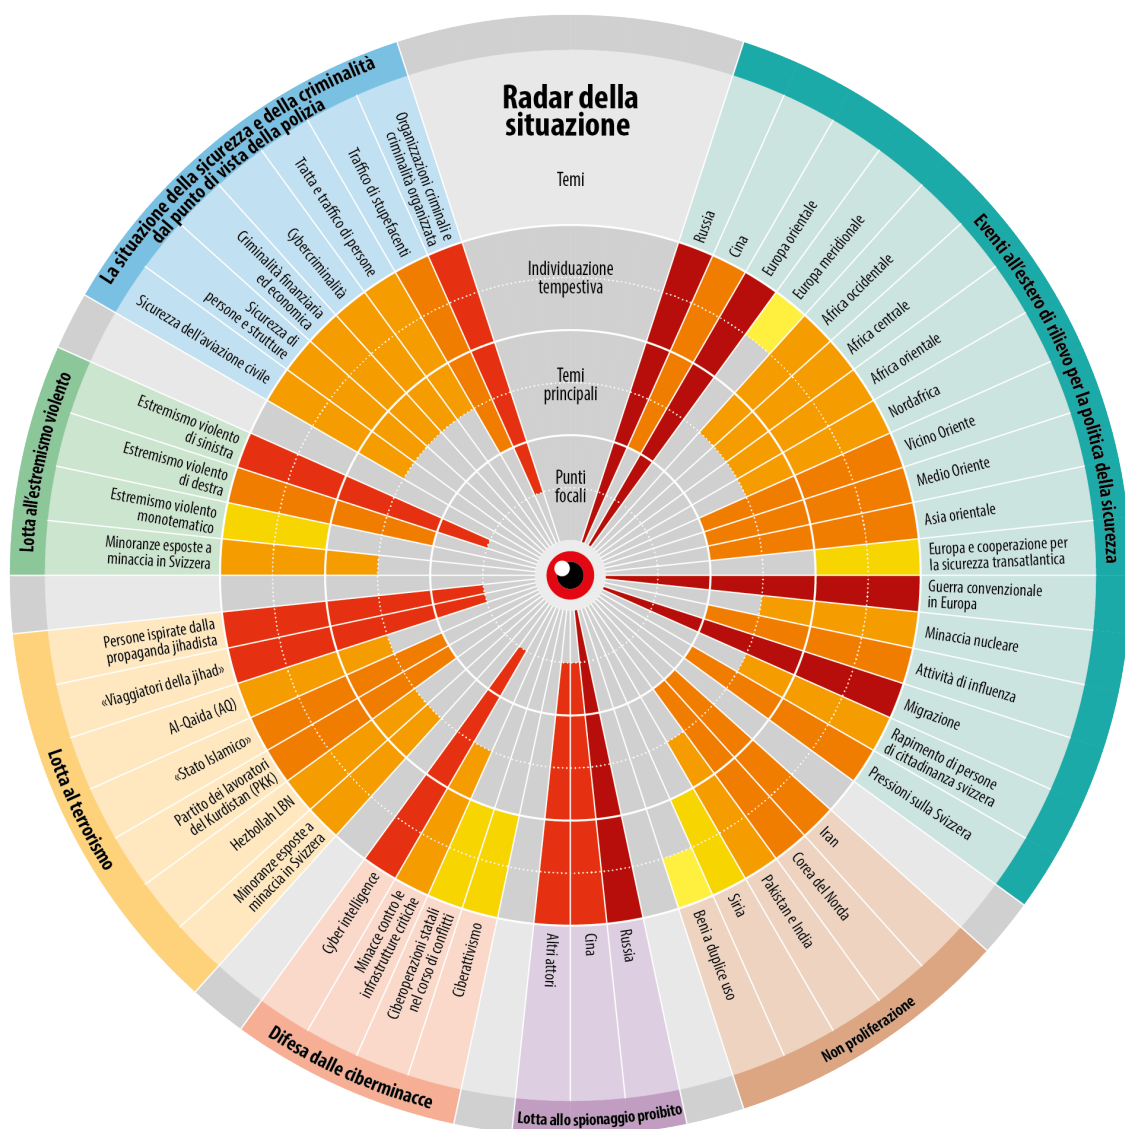 Radar della
situazione
Temi
Individuazione
tempestiva
Temi
principali
Punti
focali
Eventi all'estero di rilievo per la politica della sicurezza
Russia
Cina
Europa orientale
Europa meridionale
Africa occidentale
Africa centrale
Africa orientale
Nordafrica
Vicino Oriente
Medio Oriente
Asia orientale
Europa e cooperazione per
la sicurezza transatlantica
Guerra convenzionale
in Europa
Minaccia nucleare
Attività di influenza
Migrazione
Rapimento di persone
di cittadinanza svizzera
Pressioni sulla Svizzera
Non proliferazione
Iran
Corea del Norda
Pakistan e India
Siria
Beni a duplice uso
Lotta allo spionaggio proibito
Russia
Cina
Altri attori
Difesa dalle ciberminacce
Ciberattivismo
Ciberoperazioni statali
nel corso di conflitti
Minacce contro le
infrastrutture critiche
Cyber intelligence
Lotta al terrorismo
Minoranze esposte a
minaccia in Svizzera
Hezbollah LBN
Partito dei lavoratori
del Kurdistan (PKK)
«Stato Islamico»
Al-Qaida (AQ)
«Viaggiatori della jihad»
Persone ispirate dalla
propaganda jihadista
Lotta all'estremismo violento
Minoranze esposte a
minaccia in Svizzera
Estremismo violento
monotematico
Estremismo violento
di destra
Estremismo violento
di sinistra
La situazione della sicurezza e della criminalità
dal punto di vista della polizia
Sicurezza dell'aviazione civile
Sicurezza di
persone e strutture
Criminalità finanziaria
ed economica
Cybercriminalità
Tratta e traffico di persone
Traffico di stupefacenti
Organizzazioni criminali e
criminalità organizzata